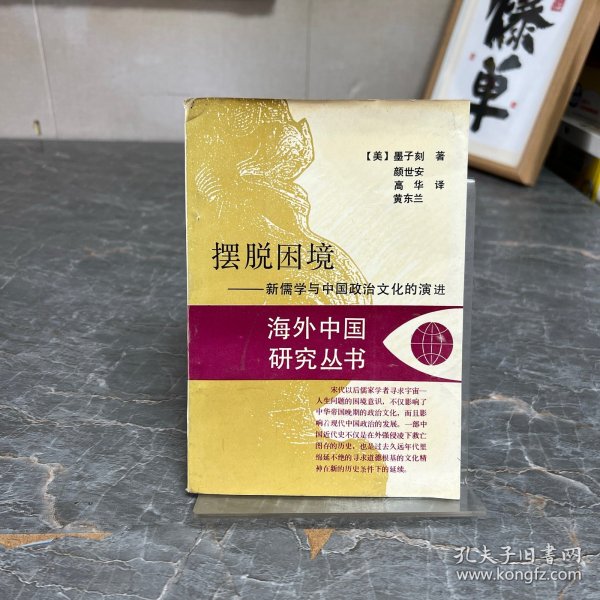 【美】墨子刻 著
颜世安
高华 译
黄东兰
摆脱困境
——新儒学与中国政治文化的演进
海外中国
研究丛书
宋代以后儒家学者寻求宇宙—
人生问题的困境意识，不仅影响了
中华帝国晚期的政治文化，而且影
响着现代中国政治的发展。一部中
国近代史不仅是在外强侵凌下救亡
图存的历史，也是过去久远年代里
绵延不绝的寻求道德根基的文化精
神在新的历史条件下的延续。
单
孔夫子旧书网
www.kongfz.com